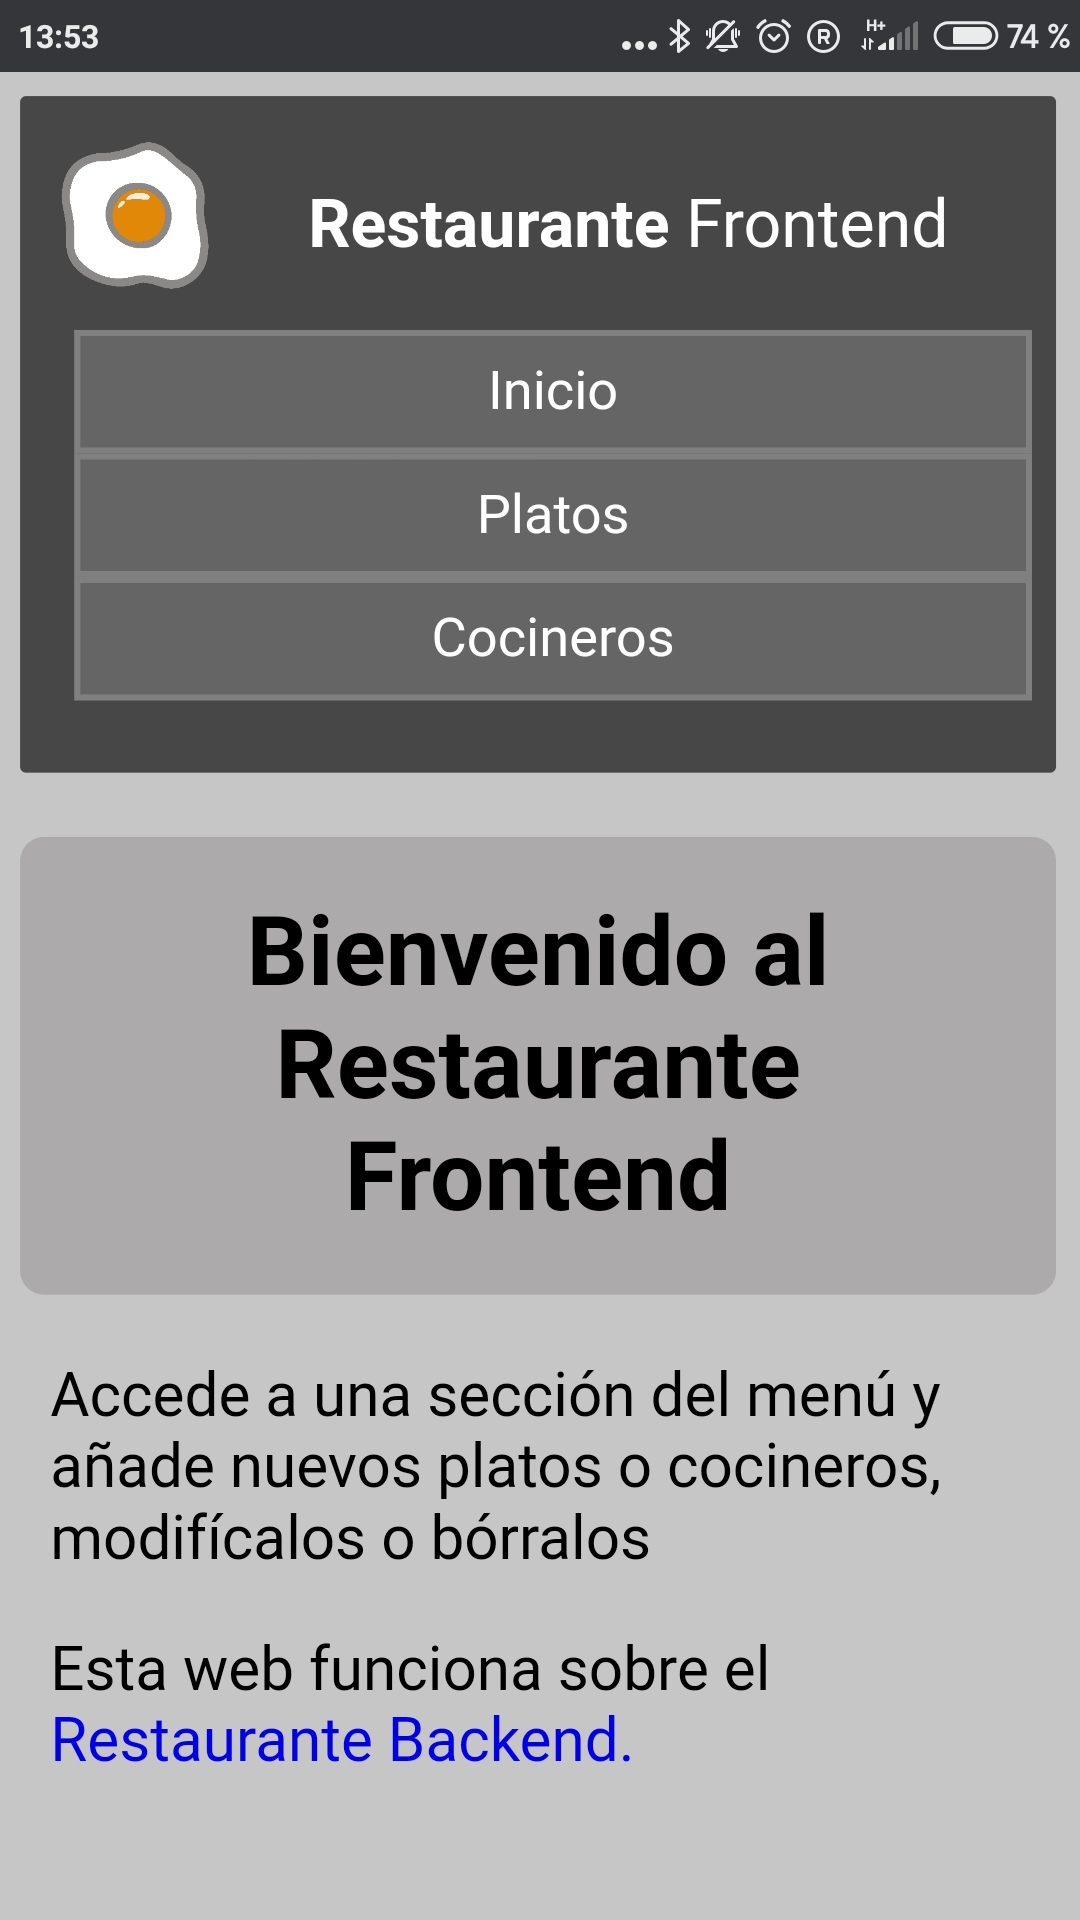 13:53
R
H+
74 %
Restaurante Frontend
Inicio
Platos
Cocineros
Bienvenido al
Restaurante
Frontend
Accede a una sección del menú y
añade nuevos platos o cocineros,
modifícalos o bórralos
Esta web funciona sobre el
Restaurante Backend.